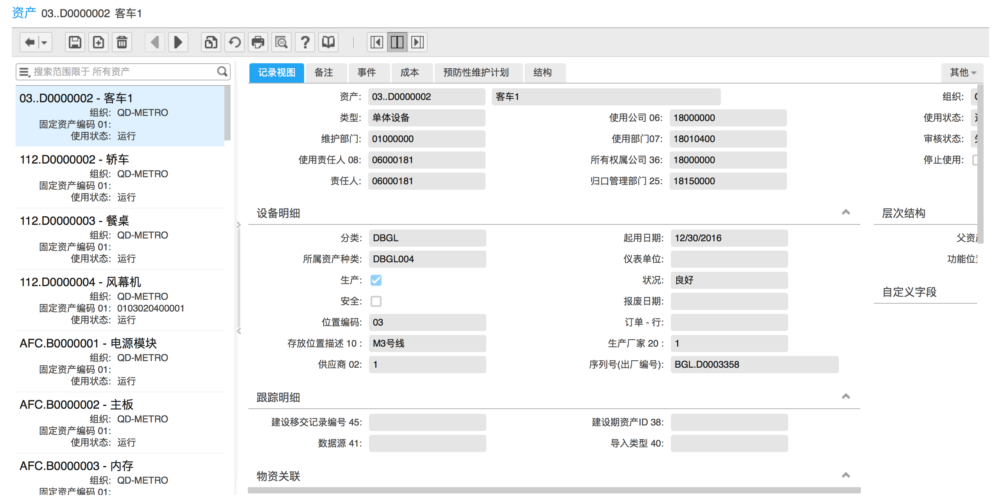 资产 03..D0000002 客车1
搜索范围限于 所有资产
03..D0000002 - 客车1
组织: QD-METRO
固定资产编码 01:
使用状态: 运行
112.D0000002 - 轿车
组织: QD-METRO
固定资产编码 01:
使用状态: 运行
112.D0000003 - 餐桌
组织: QD-METRO
固定资产编码 01:
使用状态: 运行
112.D0000004 - 风幕机
组织: QD-METRO
固定资产编码 01: 0103020400001
使用状态: 运行
AFC.B0000001 - 电源模块
组织: QD-METRO
固定资产编码 01:
使用状态: 运行
AFC.B0000002 - 主板
组织: QD-METRO
固定资产编码 01:
使用状态: 运行
AFC.B0000003 - 内存
组织: QD-METRO
固定资产编码 01:
记录视图 备注 事件 成本 预防性维护计划 结构 其他
资产: 03..D0000002 客车1 组织:
类型: 单体设备 使用公司 06: 18000000 使用状态:
维护部门: 01000000 使用部门07: 18010400 审核状态:
使用责任人 08: 06000181 所有权属公司 36: 18000000 停止使用:
责任人: 06000181 归口管理部门 25: 18150000
设备明细 层次结构
分类: DBGL 起用日期: 12/30/2016 父资
所属资产种类: DBGL004 仪表单位: 功能位
生产: 状况: 良好 自定义字段
安全: 报废日期:
位置编码: 03 订单 - 行:
存放位置描述 10 : M3号线 生产厂家 20 : 1
供应商 02: 1 序列号(出厂编号): BGL.D0003358
跟踪明细
建设移交记录编号 45: 建设期资产ID 38:
数据源 41: 导入类型 40:
物资关联